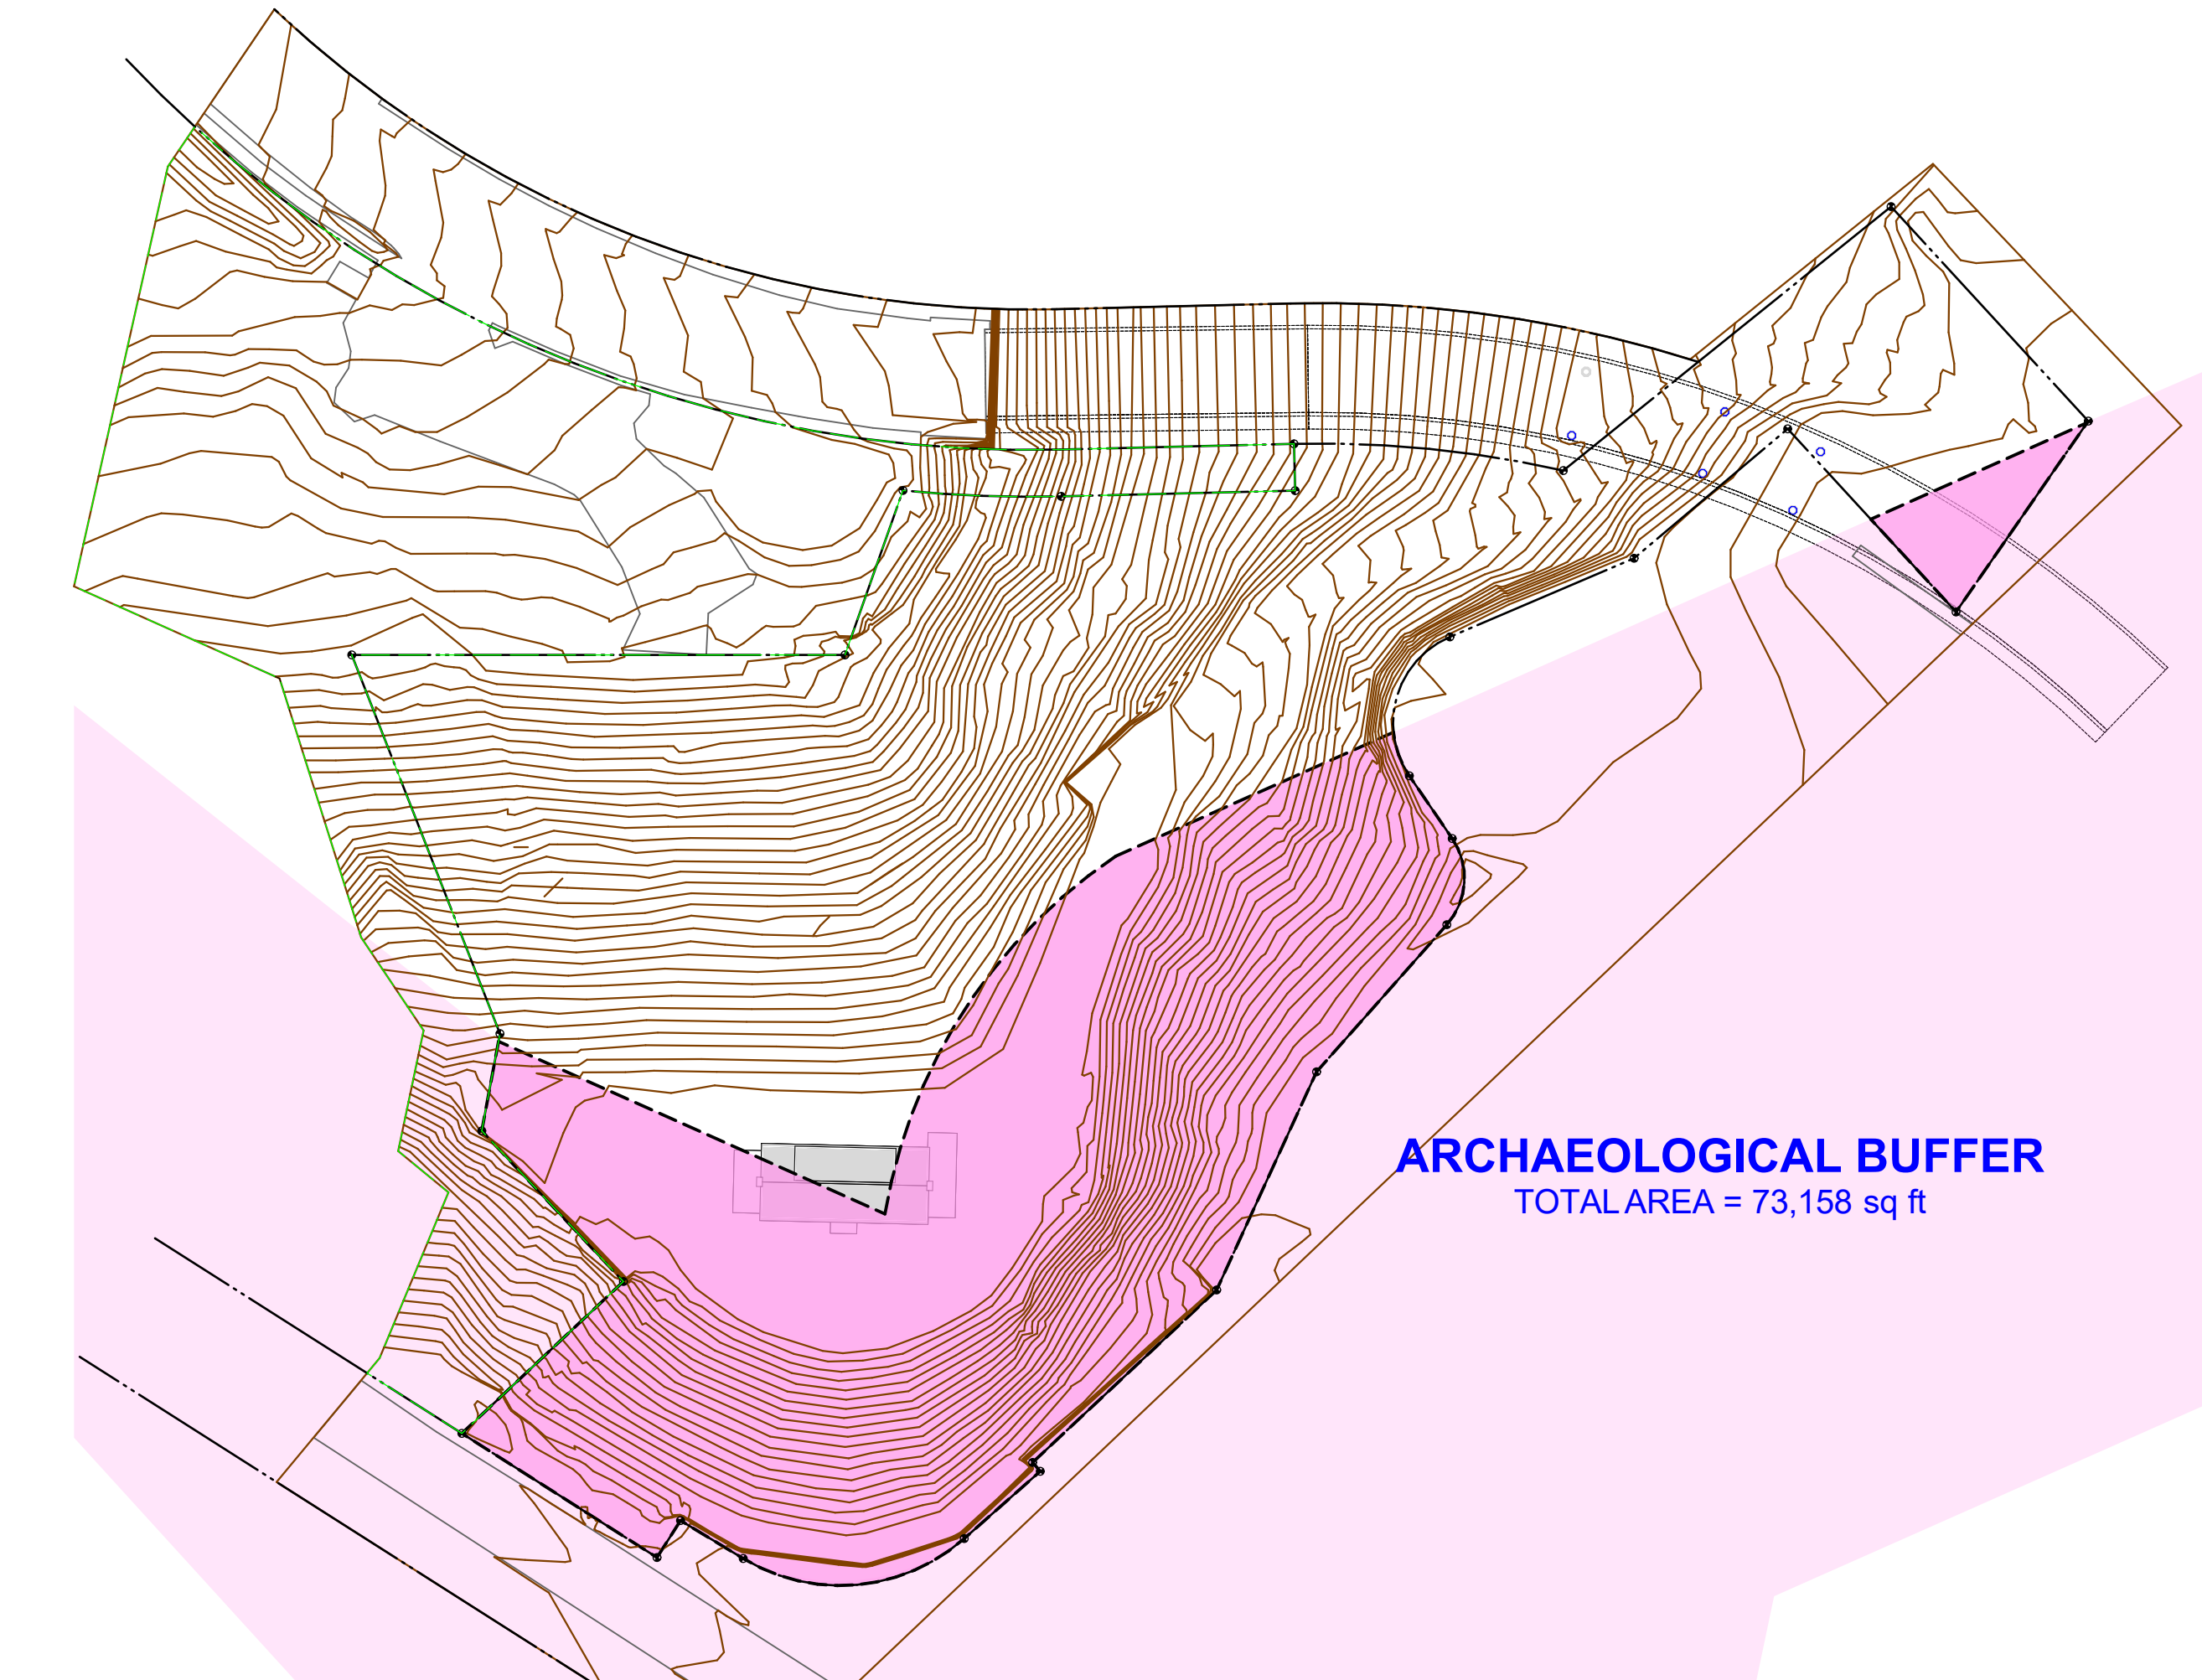 ARCHAEOLOGICAL BUFFER
TOTAL AREA = 73,158 sq ft